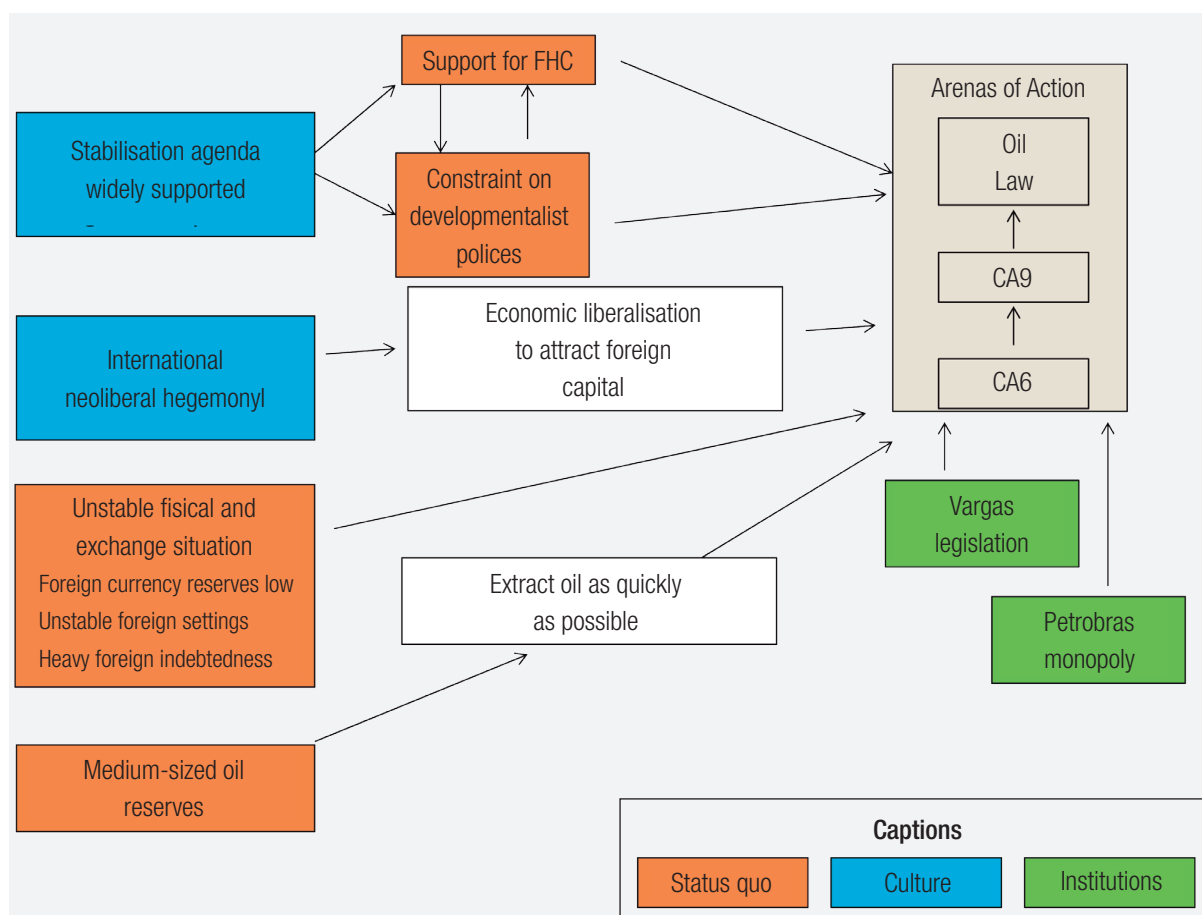 Support for FHC
Stabilisation agenda
widely supported
Constraint on
developmentalist
polices
International
neoliberal hegemonyl
Economic liberalisation
to attract foreign
capital
Unstable fisical and
exchange situation
Foreign currency reserves low
Unstable foreign settings
Heavy foreign indebtedness
Extract oil as quickly
as possible
Medium-sized oil
reserves
Arenas of Action
Oil
Law
CA9
CA6
Vargas
legislation
Petrobras
monopoly
Captions
Status quo
Culture
Institutions